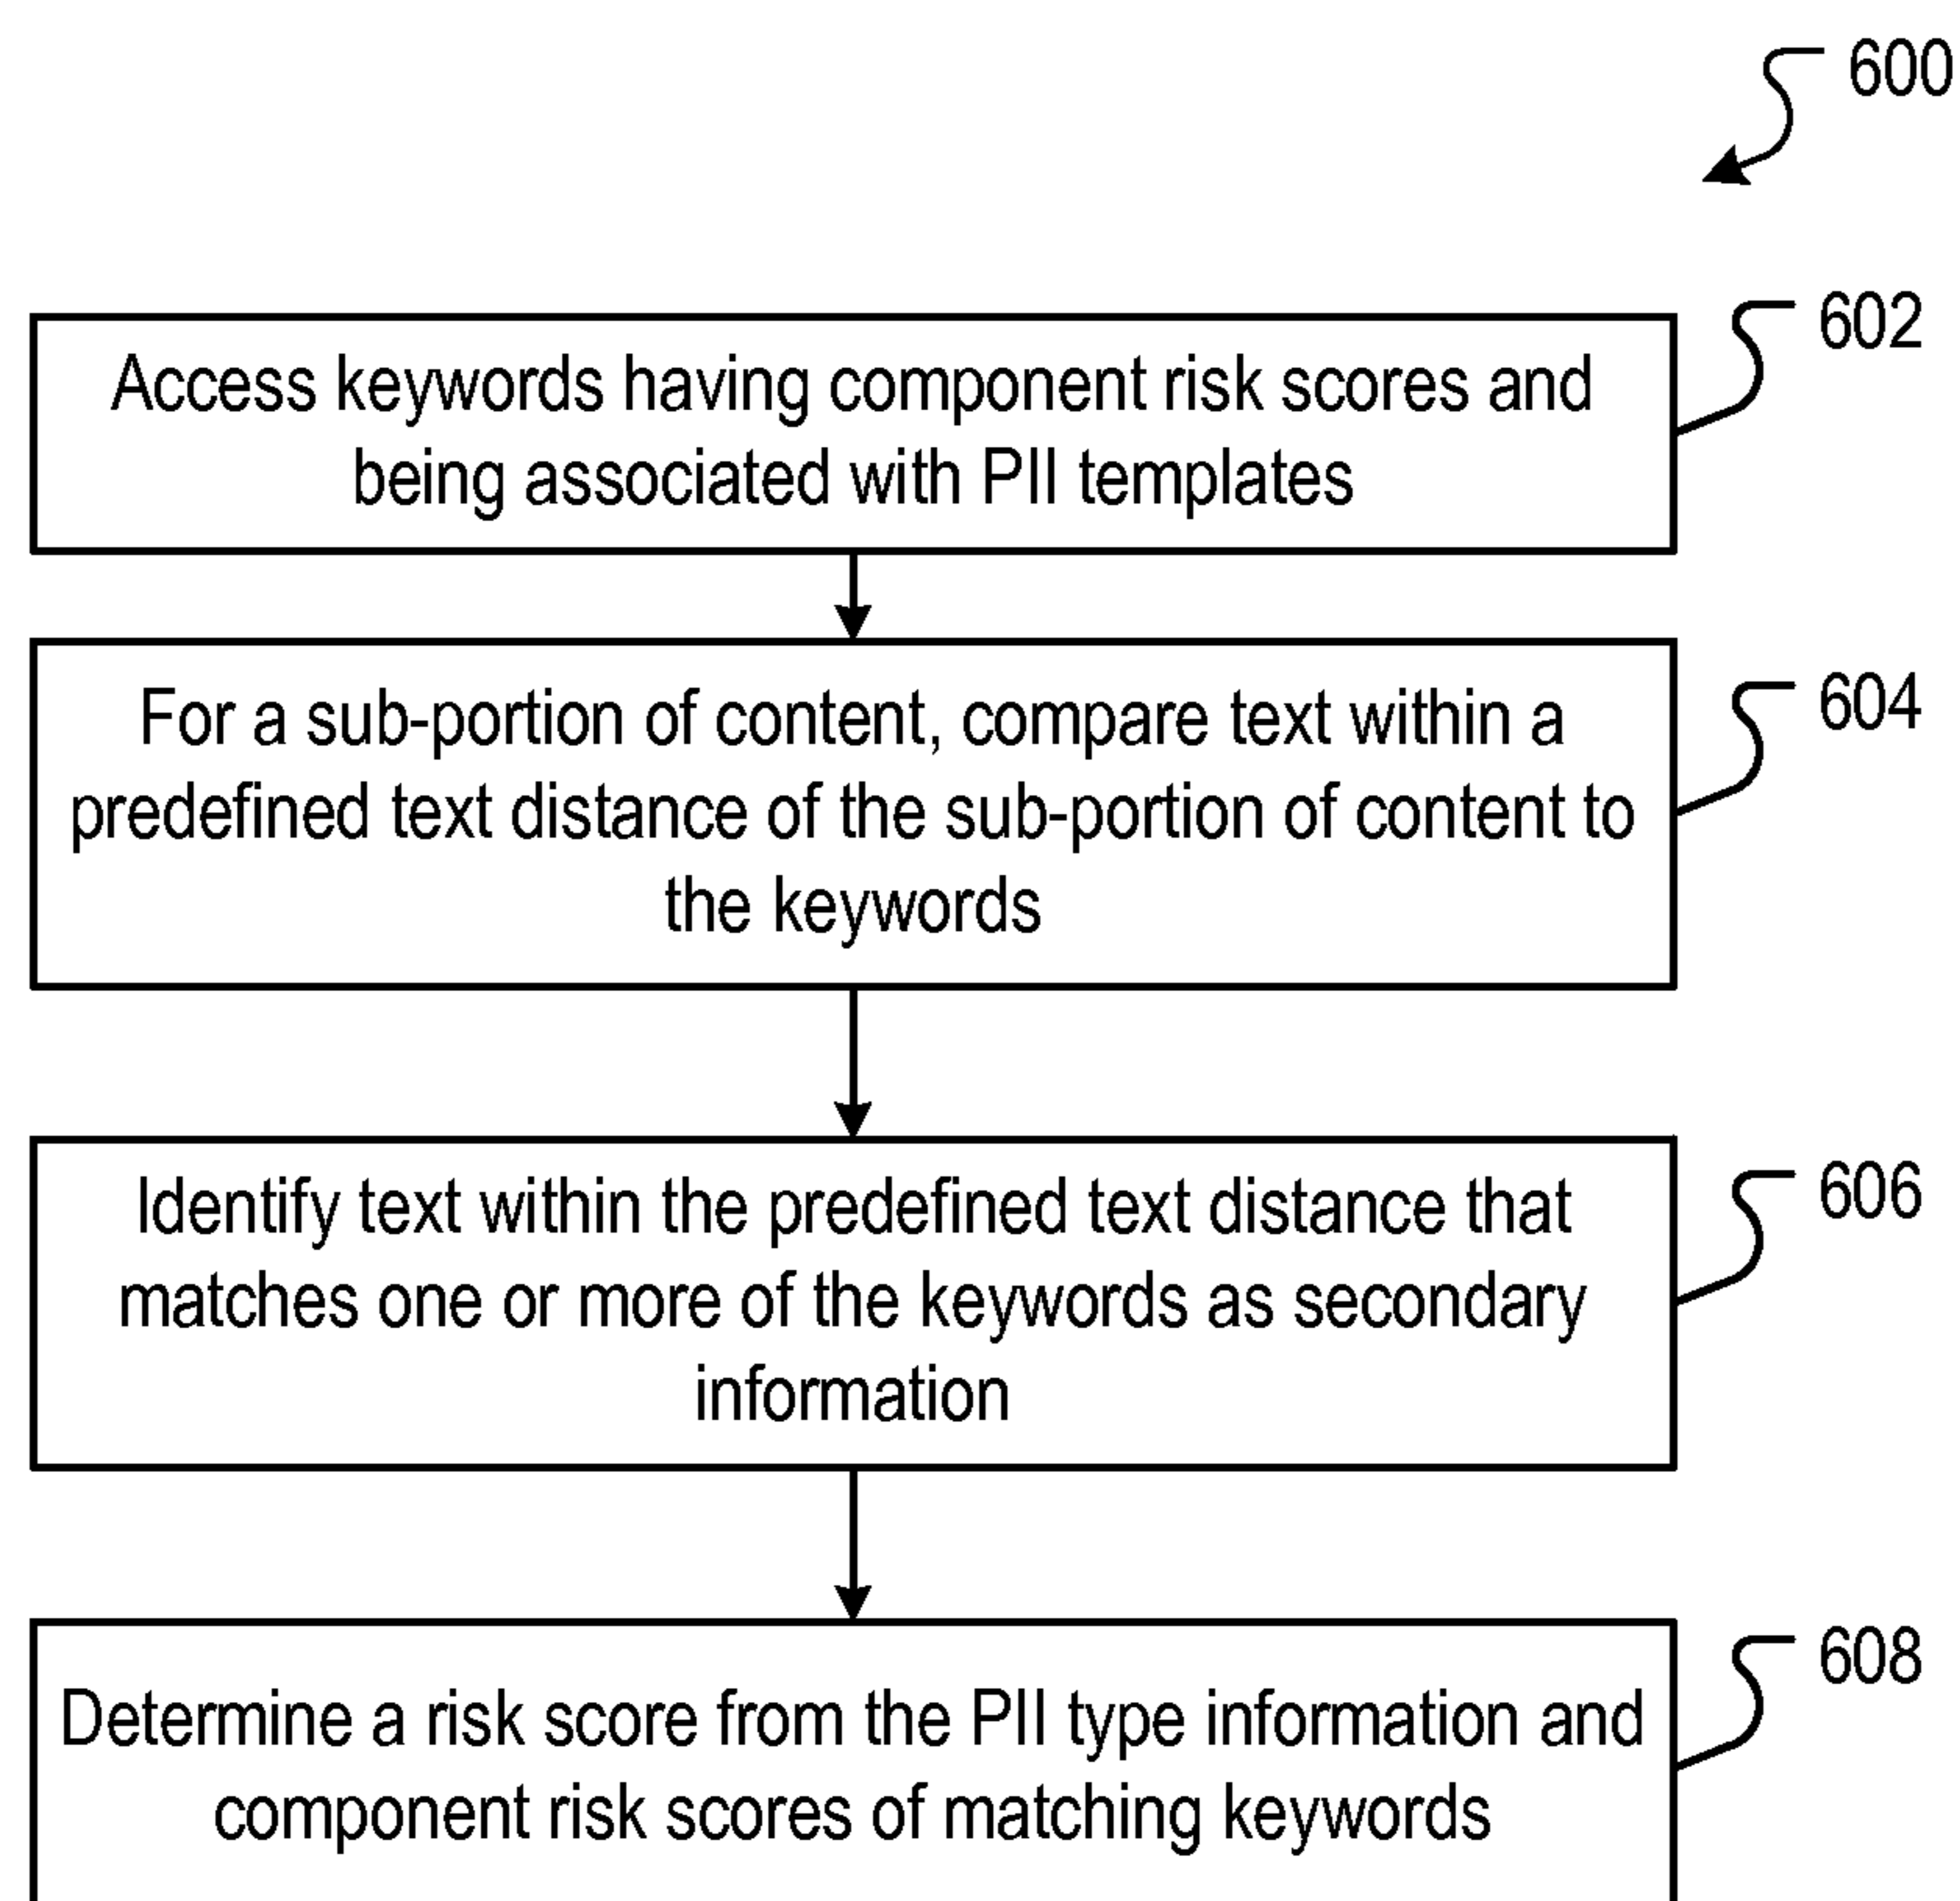 600
602
Access keywords having component risk scores and
being associated with PII templates
604
For a sub-portion of content, compare text within a
predefined text distance of the sub-portion of content to
the keywords
606
Identify text within the predefined text distance that
matches one or more of the keywords as secondary
information
608
Determine a risk score from the PII type information and
component risk scores of matching keywords